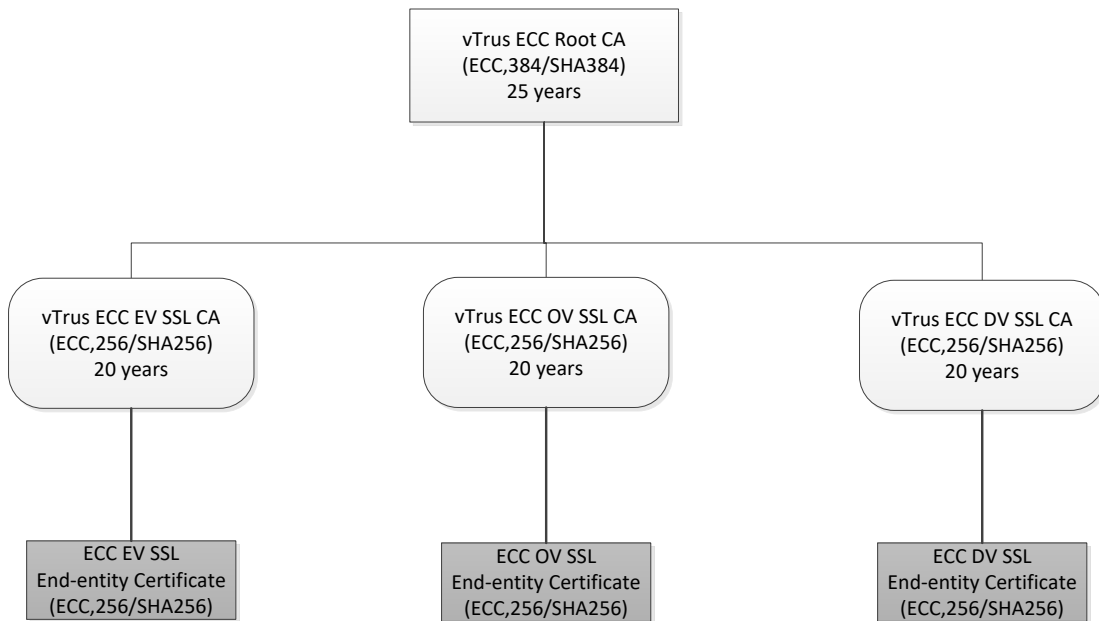 vTrus ECC Root CA
(ECC,384/SHA384)
25 years
vTrus ECC EV SSL CA
(ECC,256/SHA256)
20 years
vTrus ECC OV SSL CA
(ECC,256/SHA256)
20 years
vTrus ECC DV SSL CA
(ECC,256/SHA256)
20 years
ECC EV SSL
End-entity Certificate
(ECC,256/SHA256)
ECC OV SSL
End-entity Certificate
(ECC,256/SHA256)
ECC DV SSL
End-entity Certificate
(ECC,256/SHA256)